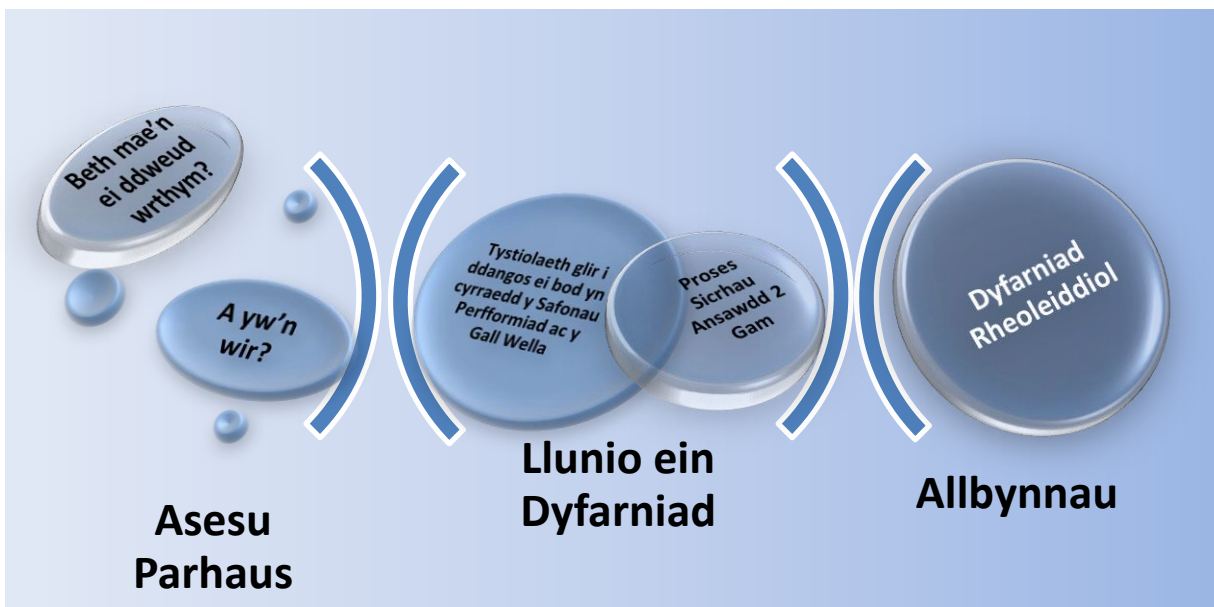 Beth mae'n
ei ddweud
wrthym?
A yw'n
wir?
Asesu
Parhaus
Tystiolaeth glir i
ddangos ei bod yn
cyrraedd y Safonau
Perfformiad ac y
Gall Wella
Proses
Sicrhau
Ansawdd 2
Gam
Llunio ein
Dyfarniad
Dyfarniad
Rheoleiddiol
Allbynnau